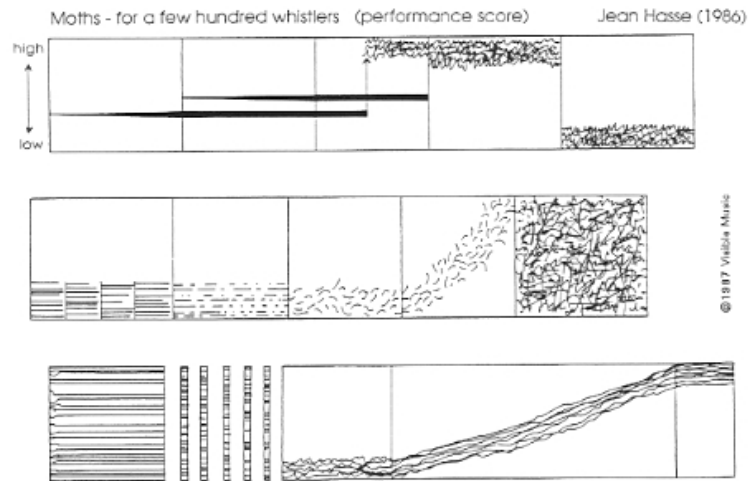 Moths - for a few hundred whistlers (performance score) Jean Hasse (1986)
high
low
©1987 Visible Music